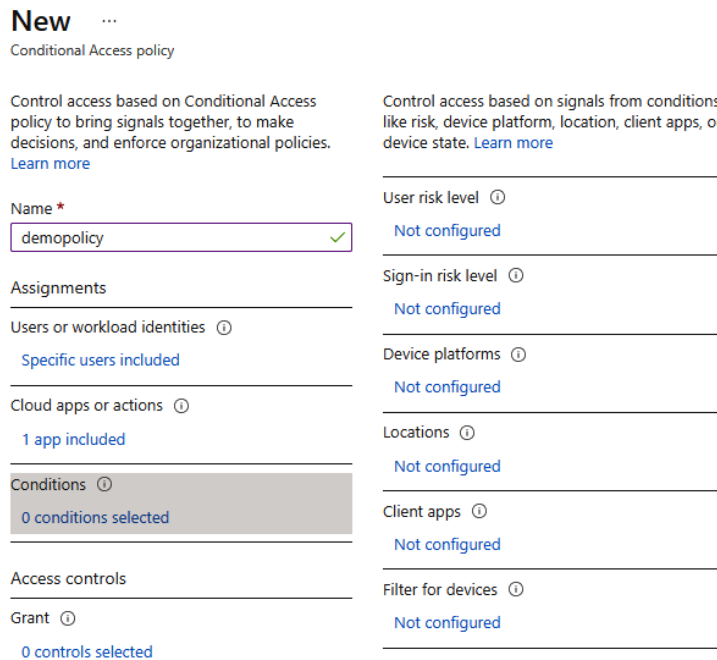 New ...
Conditional Access policy
Control access based on Conditional Access
policy to bring signals together, to make
decisions, and enforce organizational policies.
Learn more
Name *
demopolicy
Assignments
Users or workload identities
Specific users included
Cloud apps or actions
1 app included
Conditions
0 conditions selected
Access controls
Grant
0 controls selected
Control access based on signals from conditions
like risk, device platform, location, client apps, o
device state. Learn more
User risk level
Not configured
Sign-in risk level
Not configured
Device platforms
Not configured
Locations
Not configured
Client apps
Not configured
Filter for devices
Not configured